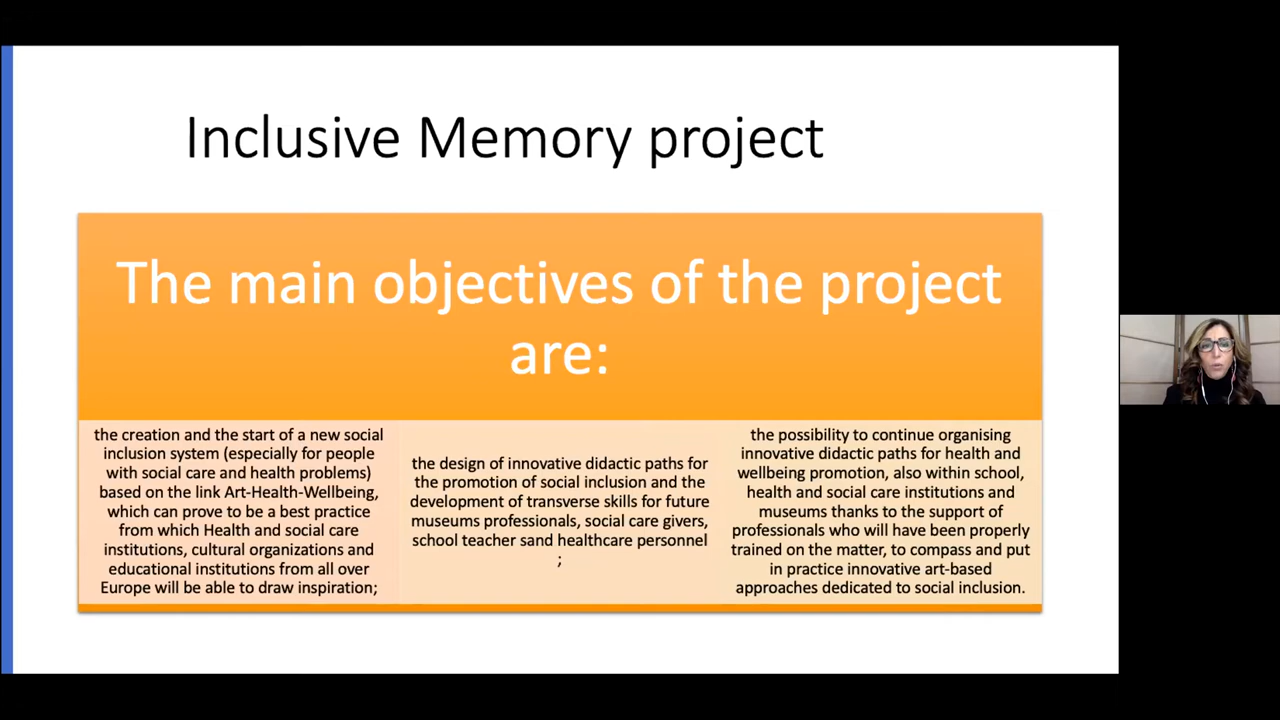 Inclusive Memory project
The main objectives of the project
are:
the creation and the start of a new social
inclusion system (especially for people
with social care and health problems)
based on the link Art-Health-Wellbeing,
which can prove to be a best practice
from which Health and social care
institutions, cultural organizations and
educational institutions from all over
Europe will be able to draw inspiration;
the design of innovative didactic paths for
the promotion of social inclusion and the
development of transverse skills for future
museums professionals, social care givers,
school teacher sand healthcare personnel
;
the possibility to continue organising
innovative didactic paths for health and
wellbeing promotion, also within school,
health and social care institutions and
museums thanks to the support of
professionals who will have been properly
trained on the matter, to compass and put
in practice innovative art-based
approaches dedicated to social inclusion.